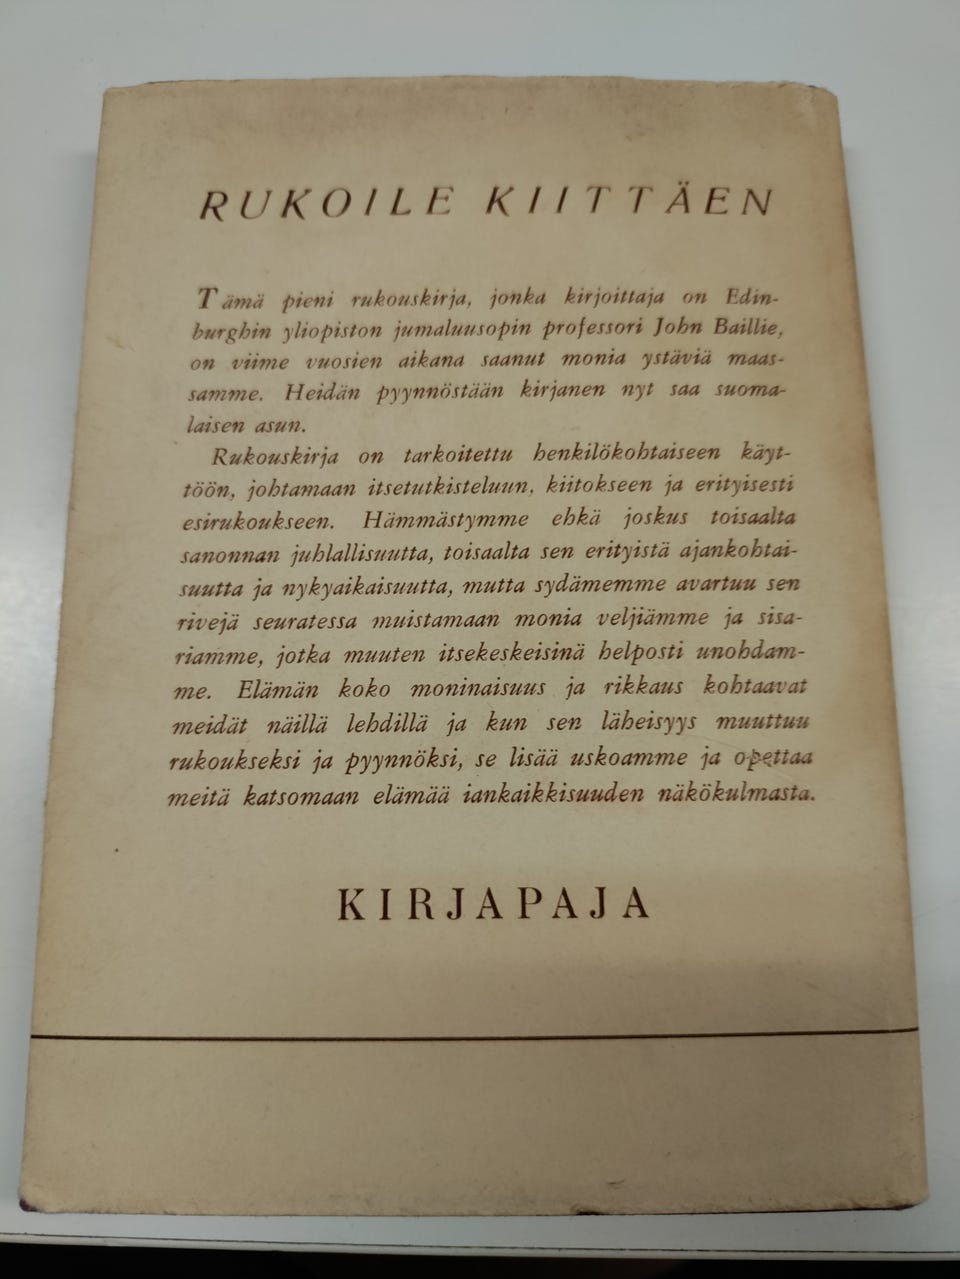 RUKOILE KIITTÄEN
Tämä pieni rukouskirja, jonka kirjoittaja on Edin-
burghin yliopiston jumaluusopin professori John Baillie,
on viime vuosien aikana saanut monia ystäviä maas-
samme. Heidän pyynnöstään kirjanen nyt saa suoma-
laisen asun.
Rukouskirja on tarkoitettu henkilökohtaiseen käyt-
töön, johtamaan itsetutkisteluun, kiitokseen ja erityisesti
esirukoukseen. Hämmästymme ehkä joskus toisaalta
sanonnan juhlallisuutta, toisaalta sen erityistä ajankohtai-
suutta ja nykyaikaisuutta, mutta sydämemme avartuu sen
rivejä seuratessa muistamaan monia veljiämme ja sisa-
riamme, jotka muuten itsekeskeisinä helposti unohdam-
me. Elämän koko moninaisuus ja rikkaus kohtaavat
meidät näillä lehdillä ja kun sen läheisyys muuttuu
rukoukseksi ja pyynnöksi, se lisää uskoamme ja opettaa
meitä katsomaan elämää iankaikkisuuden näkökulmasta.
KIRJAPAJA